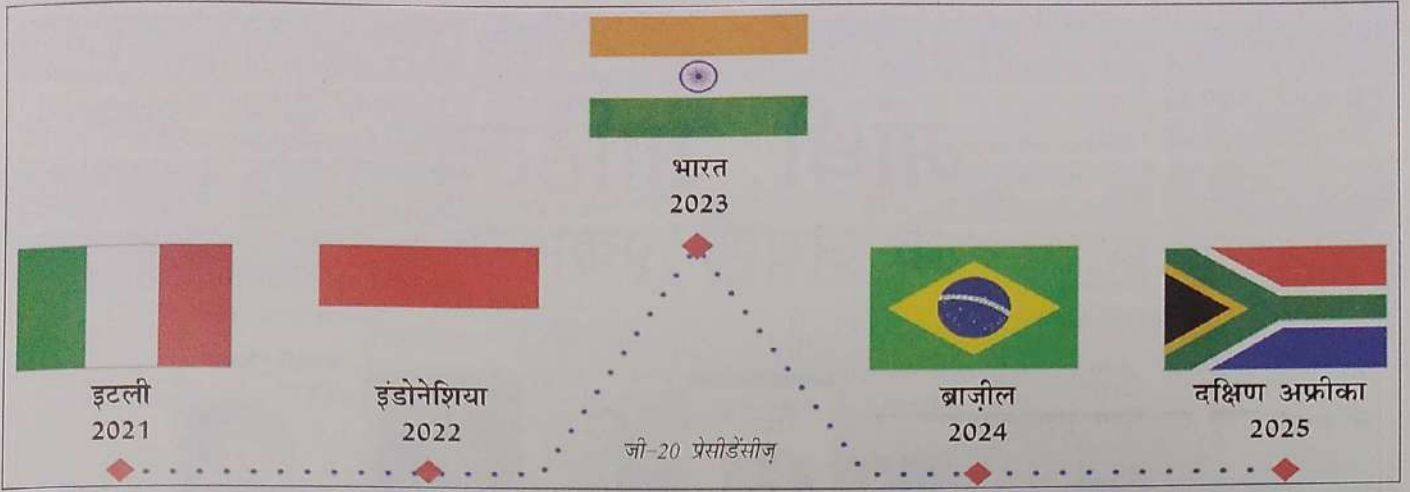 भारत
2023
इटली
2021
इंडोनेशिया
2022
ब्राज़ील
2024
दक्षिण अफ्रीका
2025
जी-20 प्रेसीडेंसीज़